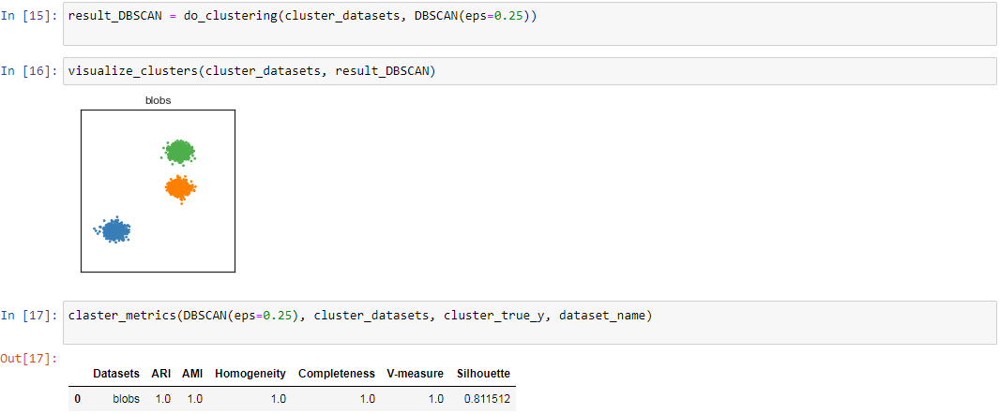 In [15]: result_DBSCAN = do_clustering(cluster_datasets, DBSCAN(eps=0.25))
In [16]: visualize_clusters(cluster_datasets, result_DBSCAN)
blobs
In [17]: claster_metrics(DBSCAN(eps=0.25), cluster_datasets, cluster_true_y, dataset_name)
Out[17]:
Datasets ARI AMI Homogeneity Completeness V-measure Silhouette
0 blobs 1.0 1.0 1.0 1.0 1.0 0.811512